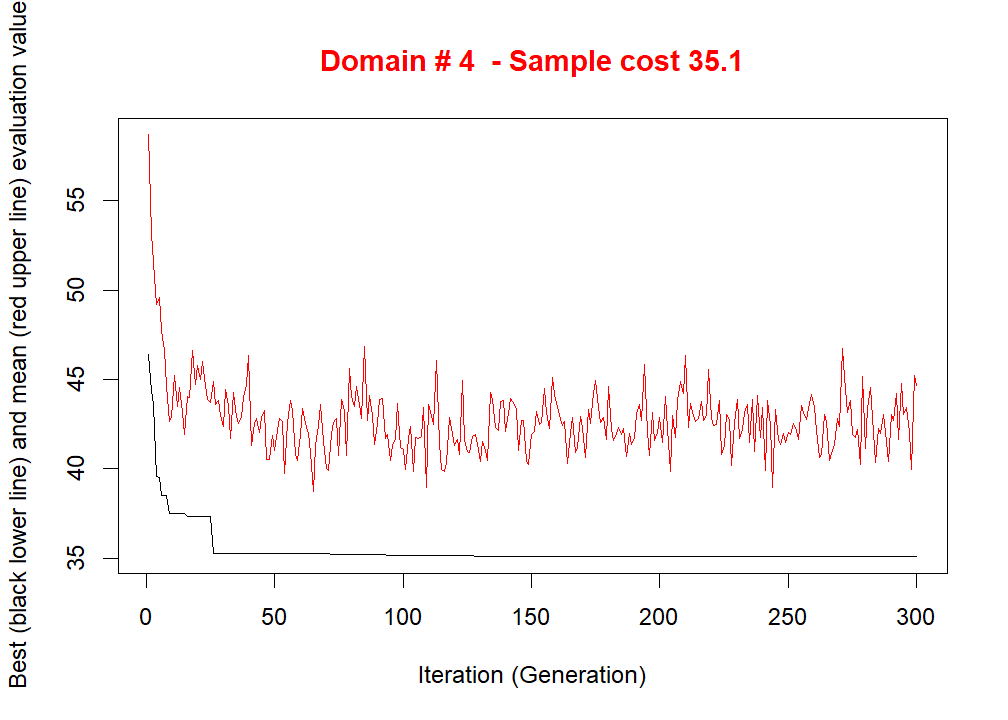 Domain # 4  - Sample cost 35.1
Best (black lower line) and mean (red upper line) evaluation value
55
50
45
40
35
0 50 100 150 200 250 300
Iteration (Generation)